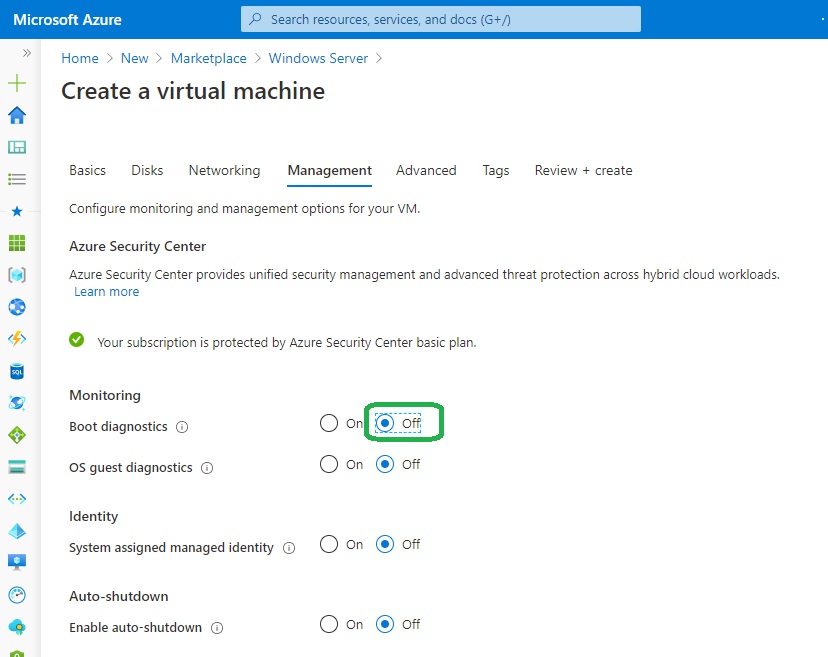 Microsoft Azure
Search resources, services, and docs (G+/)
Home > New > Marketplace > Windows Server >
Create a virtual machine
Basics Disks Networking Management Advanced Tags Review + create
Configure monitoring and management options for your VM.
Azure Security Center
Azure Security Center provides unified security management and advanced threat protection across hybrid cloud workloads.
Learn more
Your subscription is protected by Azure Security Center basic plan.
Monitoring
Boot diagnostics On Off
OS guest diagnostics On Off
Identity
System assigned managed identity On Off
Auto-shutdown
Enable auto-shutdown On Off
SQL